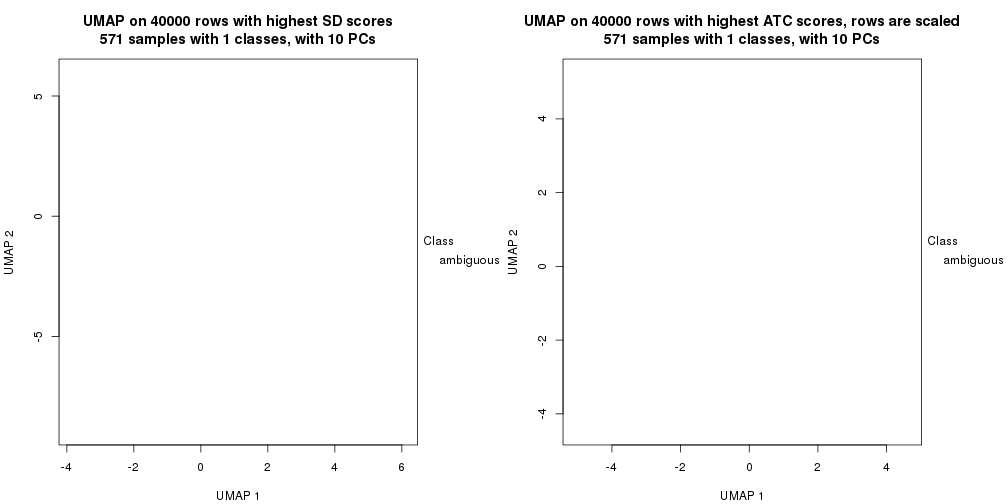 UMAP on 40000 rows with highest SD scores
571 samples with 1 classes, with 10 PCs
5
0
-5
UMAP 2
-4
-2
0
2
4
6
UMAP 1
Class
ambiguous
UMAP on 40000 rows with highest ATC scores, rows are scaled
571 samples with 1 classes, with 10 PCs
4
2
0
-2
-4
UMAP 2
-4
-2
0
2
4
UMAP 1
Class
ambiguous